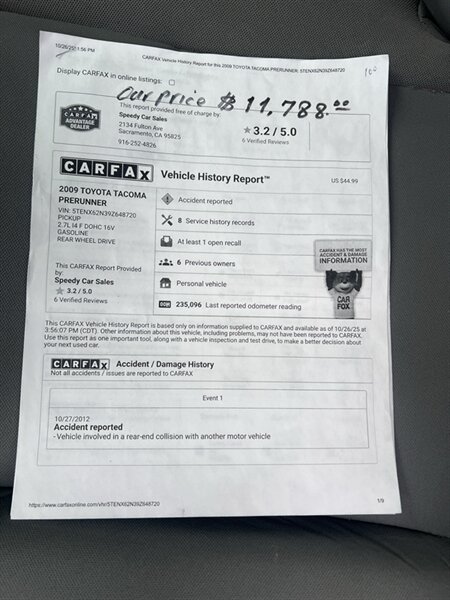 CARFAX Vehicle History Report for this 2009 TOYOTA TACOMA PRERUNNER: 5TENX62N39Z648720
Display CARFAX in online listings:
our price $ 11,788.00
This report provided free of charge by:
Speedy Car Sales
2134 Fulton Ave
Sacramento, CA 95825
916-252-4826
CARFAX
ADVANTAGE
DEALER
3.2 / 5.0
6 Verified Reviews
CARFAX Vehicle History Report™
US $44.99
2009 TOYOTA TACOMA
PRERUNNER
VIN: 5TENX62N39Z648720
PICKUP
2.7L I4 F DOHC 16V
GASOLINE
REAR WHEEL DRIVE
This CARFAX Report Provided
by:
Speedy Car Sales
3.2 / 5.0
6 Verified Reviews
Accident reported
8 Service history records
At least 1 open recall
6 Previous owners
Personal vehicle
235,096 Last reported odometer reading
CARFAX HAS THE MOST
ACCIDENT & DAMAGE
INFORMATION
CAR
FOX
This CARFAX Vehicle History Report is based only on information supplied to CARFAX and available as of 10/26/25 at
3:56:07 PM (CDT). Other information about this vehicle, including problems, may not have been reported to CARFAX.
Use this report as one important tool, along with a vehicle inspection and test drive, to make a better decision about
your next used car.
CARFAX Accident / Damage History
Not all accidents / issues are reported to CARFAX
Event 1
10/27/2012
Accident reported
- Vehicle involved in a rear-end collision with another motor vehicle
https://www.carfaxonline.com/vhr/5TENX62N39Z648720
1/9